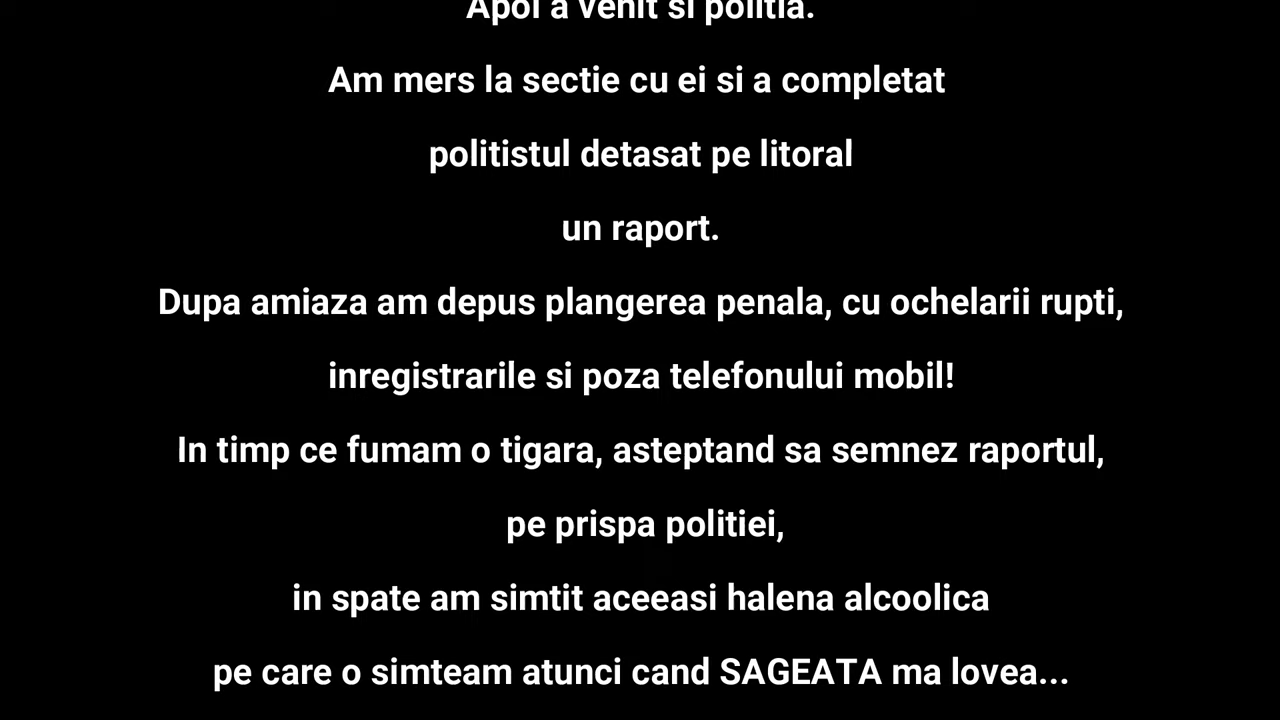 Apoi a venit si politia.
Am mers la sectie cu ei si a completat
politistul detasat pe litoral
un raport.
Dupa amiaza am depus plangerea penala, cu ochelarii rupti,
inregistrarile si poza telefonului mobil!
In timp ce fumam o tigara, asteptand sa semnez raportul,
pe prispa politiei,
in spate am simtit aceeasi halena alcoolica
pe care o simteam atunci cand SAGEATA ma lovea...